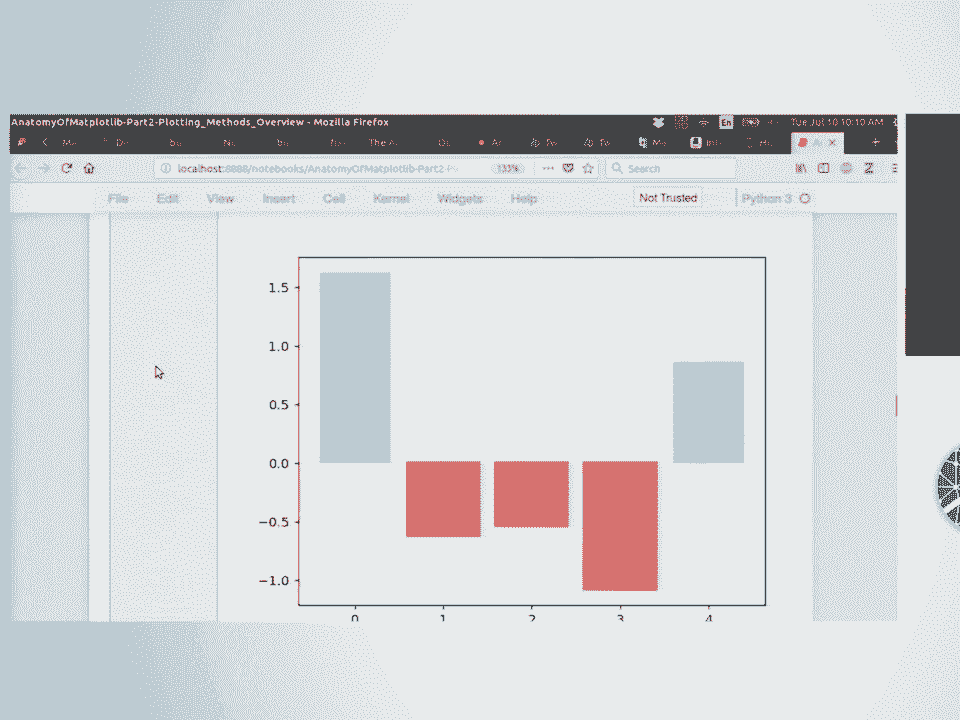 AnatomyOfMatplotlib-Part2-Plotting_Methods_Overview - Mozilla Firefox En Tue Jul 10 10:10 AM
The A
localhost:8888/notebooks/AnatomyOfMatplotlib-Part2-P 133% Search
File Edit View Insert Cell Kernel Widgets Help Not Trusted Python 3
1.5
1.0
0.5
0.0
−0.5
−1.0
0 1 2 3 4